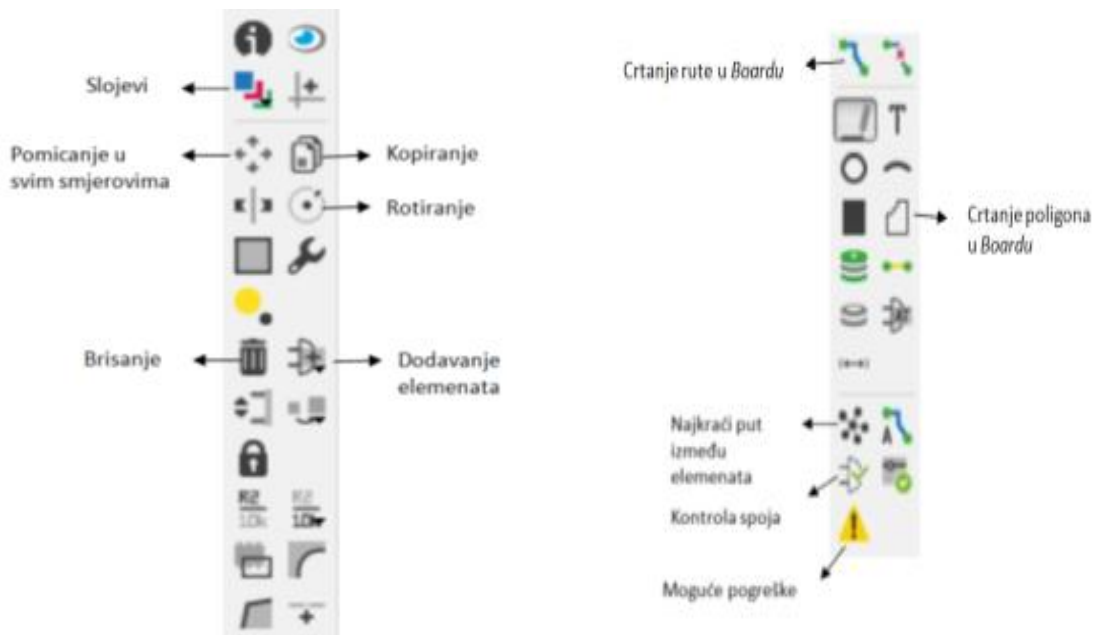 Slojevi
Pomicanje u
svim smjerovima
Kopiranje
Rotiranje
Brisanje
Dodavanje
elemenata
R2
10k
R2
10k
Crtanje rute u Boardu
T
Crtanje poligona
u Boardu
Najkraći put
između
elemenata
A
Kontrola spoja
Moguće pogreške